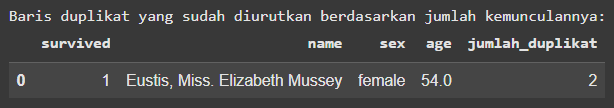 Baris duplikat yang sudah diurutkan berdasarkan jumlah kemunculannya:
survived name sex age jumlah_duplikat
0 1 Eustis, Miss. Elizabeth Mussey female 54.0 2